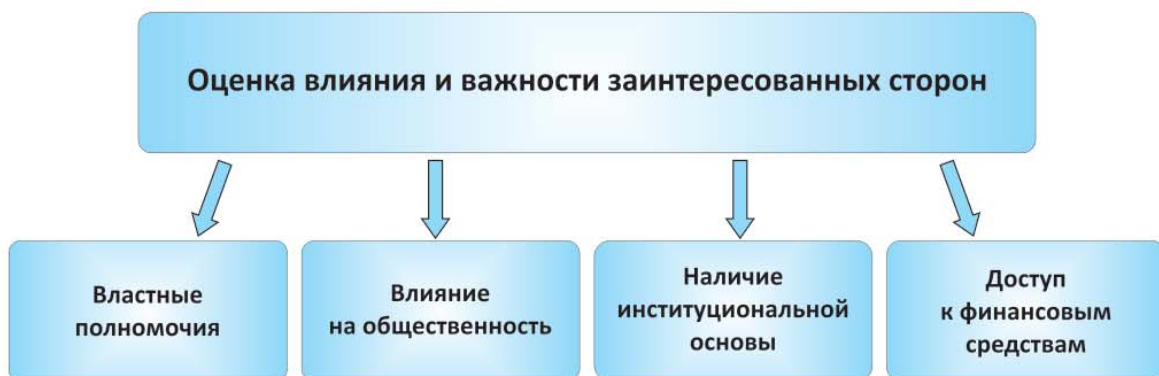 Оценка влияния и важности заинтересованных сторон
Властные
полномочия
Влияние
на общественность
Наличие
институциональной
основы
Доступ
к финансовым
средствам